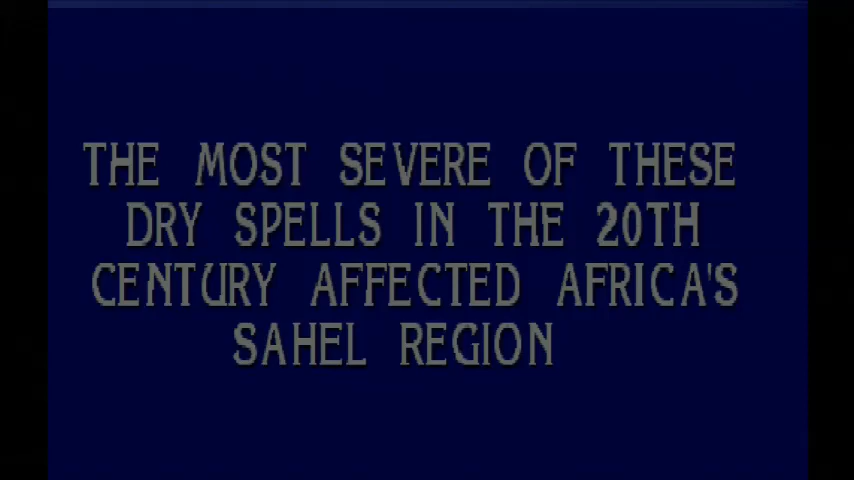 THE MOST SEVERE OF THESE
DRY SPELLS IN THE 20TH
CENTURY AFFECTED AFRICA'S
SAHEL REGION